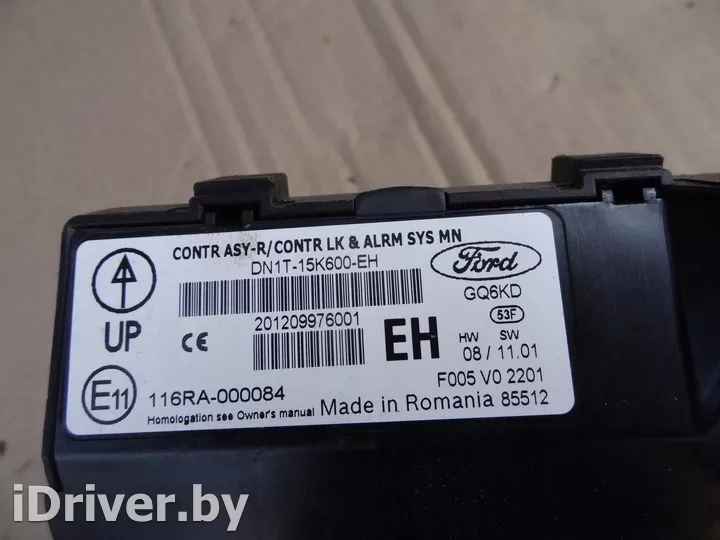 CONTR ASY-R/CONTR LK & ALRM SYS MN
DN1T-15K600-EH
Ford
GQ6KD
53F
UP
CE
201209976001
EH
HW SW
08 / 11.01
E11
116RA-000084
F005 V0 2201
Homologation see Owner's manual
Made in Romania 85512
iDriver.by